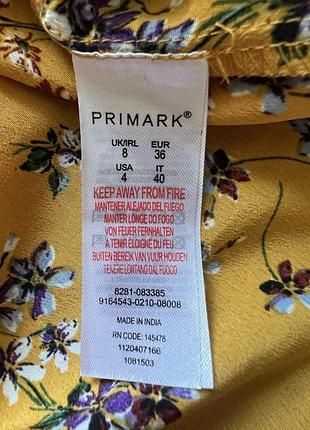 PRIMARK®
UK/IRL EUR
8 36
USA IT
4 40
KEEP AWAY FROM FIRE
MANTENER ALEJADO DEL FUEGO
MANTER LONGE DO FOGO
VON FEUER FERNHALTEN
À TENIR ÉLOIGNÉ DU FEU
BUITEN BEREIK VAN VUUR HOUDEN
TENERE LONTANO DAL FUOCO
8281-083385
9164543-0210-08008
MADE IN INDIA
RN CODE: 145478
1120407166
1081503